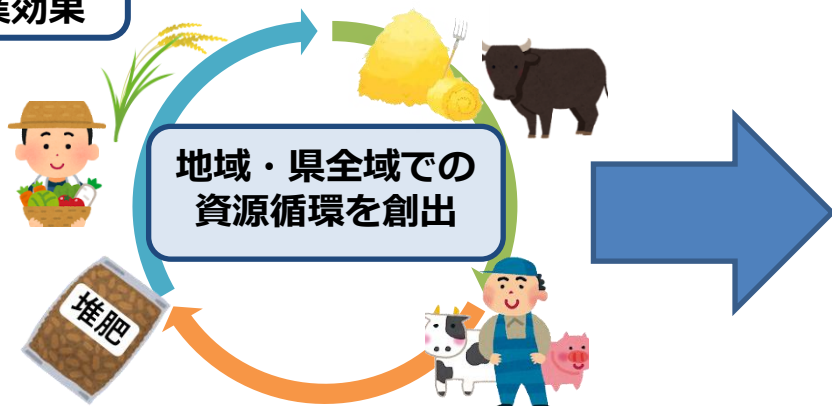 業効果
地域・県全域での
資源循環を創出
堆肥